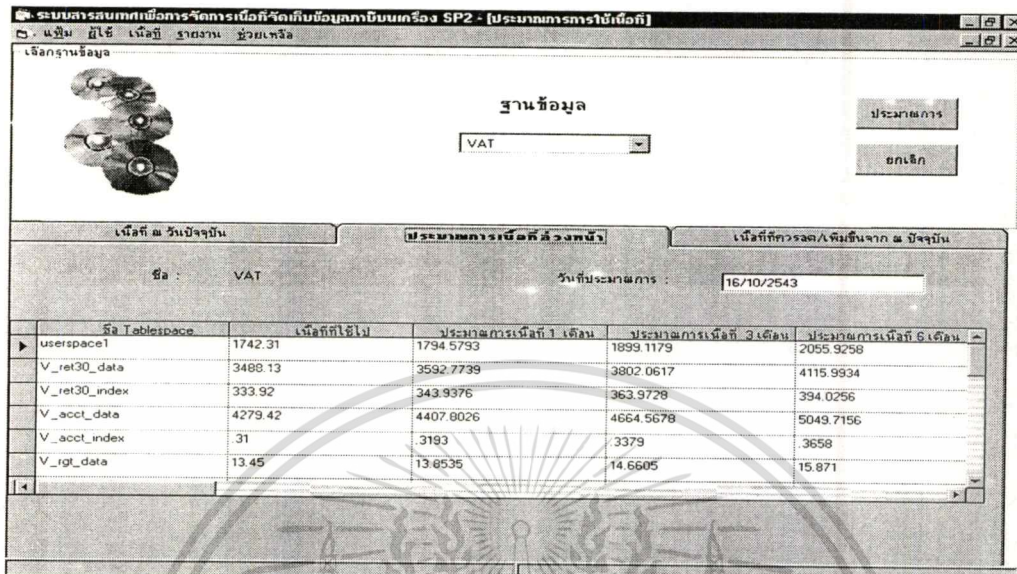 ระบบสารสนเทศเพื่อการจัดการเนื้อที่จัดเก็บข้อมูลภาษีบนเครื่อง SP2 - [ประมาณการการใช้เนื้อที่]
แฟ้ม ผู้ใช้ เนื้อที่ รายงาน ช่วยเหลือ
เลือกฐานข้อมูล
ฐานข้อมูล
VAT
ประมาณการ
ยกเลิก
เนื้อที่ ณ วันปัจจุบัน ประมาณการเนื้อที่ล่วงหน้า เนื้อที่ที่ควรลด/เพิ่มขึ้นจาก ณ ปัจจุบัน
ชื่อ : VAT วันที่ประมาณการ : 16/10/2543
ชื่อ Tablespace เนื้อที่ที่ใช้ไป ประมาณการเนื้อที่ 1 เดือน ประมาณการเนื้อที่ 3 เดือน ประมาณการเนื้อที่ 6 เดือน
userspace1 1742.31 1794.5793 1899.1179 2055.9258
V_ret30_data 3488.13 3592.7739 3802.0617 4115.9934
V_ret30_index 333.92 343.9376 363.9728 394.0256
V_acct_data 4279.42 4407.8026 4664.5678 5049.7156
V_acct_index .31 .3193 .3379 .3658
V_rgt_data 13.45 13.8535 14.6605 15.871